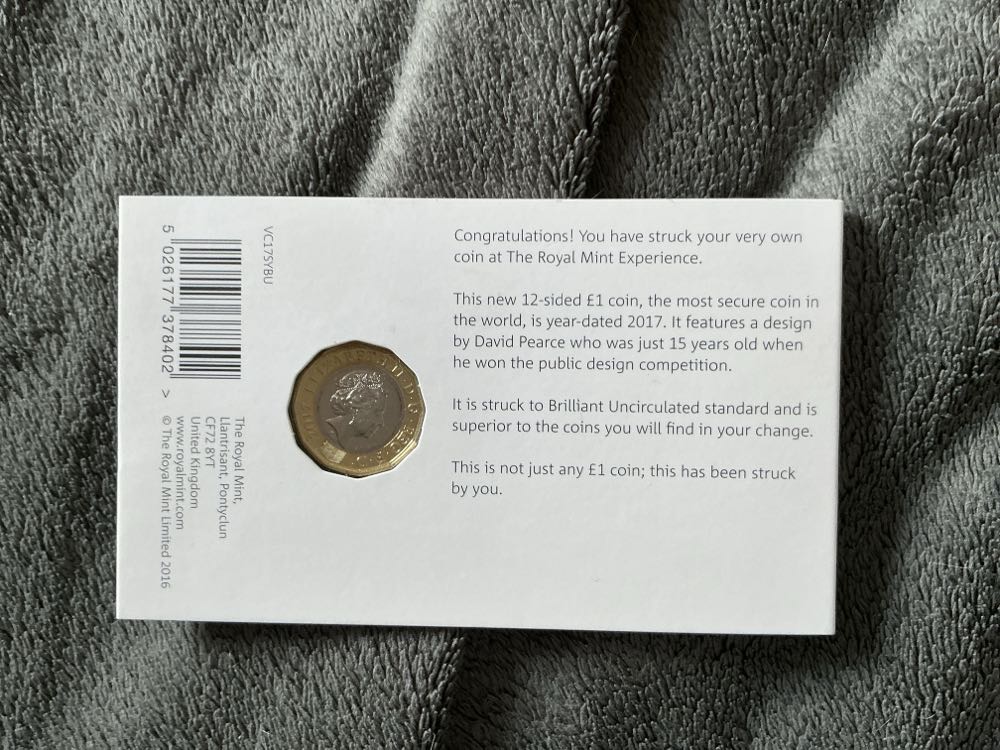 Congratulations! You have struck your very own
coin at The Royal Mint Experience.
This new 12-sided £1 coin, the most secure coin in
the world, is year-dated 2017. It features a design
by David Pearce who was just 15 years old when
he won the public design competition.
It is struck to Brilliant Uncirculated standard and is
superior to the coins you will find in your change.
This is not just any £1 coin; this has been struck
by you.
VC17SYBU
5 026177 378402 >
The Royal Mint,
Llantrisant, Pontyclun
CF72 8YT
United Kingdom
www.royalmint.com
© The Royal Mint Limited 2016
2017 ELIZABETH II